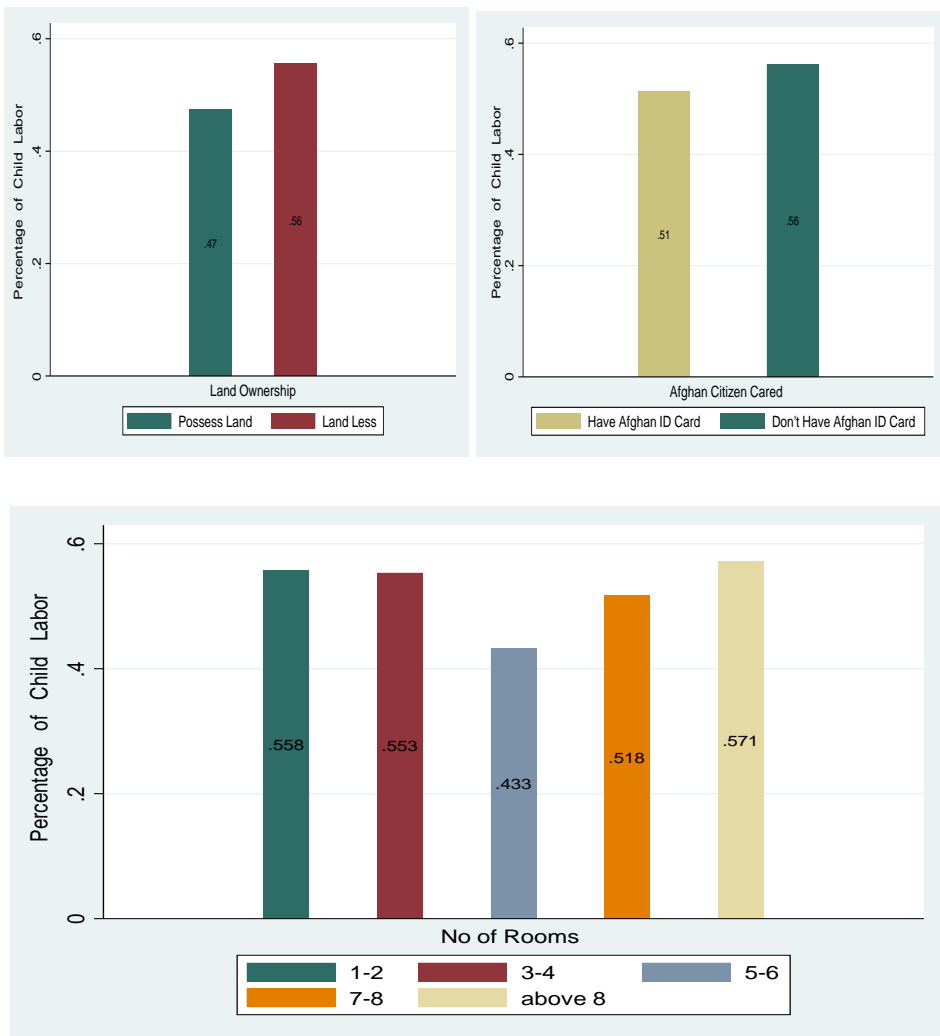 Percentage of Child Labor
.6
.4
.2
0
.47
.56
Land Ownership
Possess Land
Land Less
Percentage of Child Labor
.6
.4
.2
0
.51
.56
Afghan Citizen Cared
Have Afghan ID Card
Don't Have Afghan ID Card
Percentage of Child Labor
.6
.4
.2
0
.558
.553
.433
.518
.571
No of Rooms
1-2
3-4
5-6
7-8
above 8